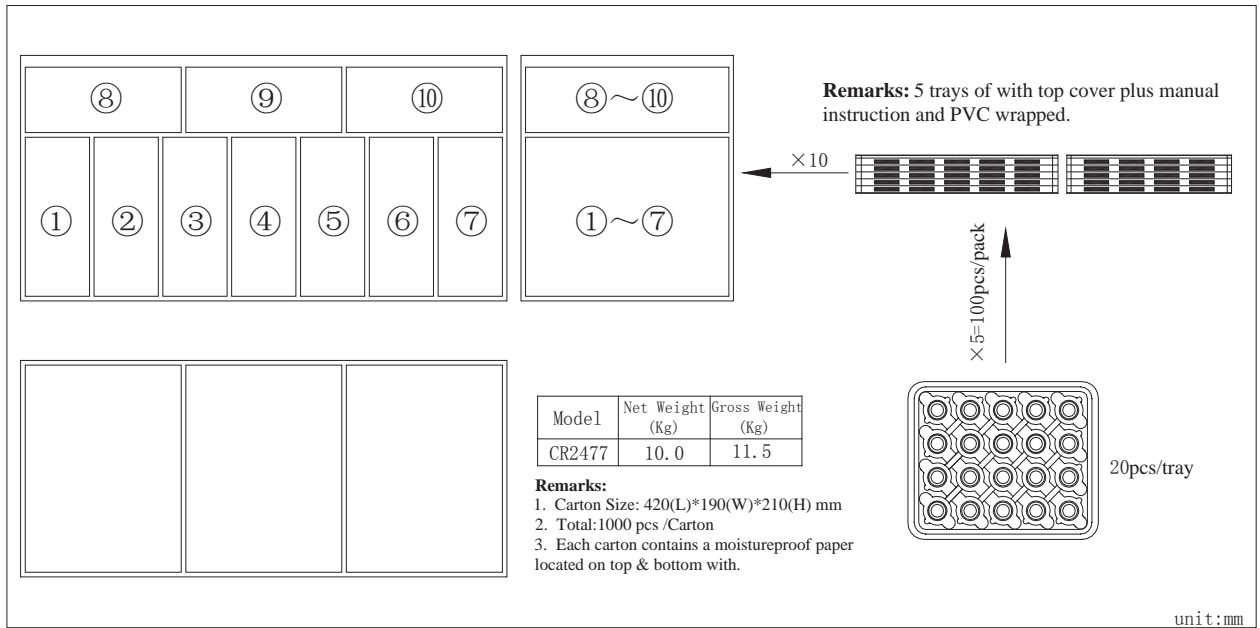 ⑧ ⑨ ⑩
① ② ③ ④ ⑤ ⑥ ⑦
⑧～⑩
①～⑦
×10
Remarks: 5 trays of with top cover plus manual
instruction and PVC wrapped.
×5=100pcs/pack
20pcs/tray
Model Net Weight (Kg) Gross Weight (Kg)
CR2477 10.0 11.5
Remarks:
1. Carton Size: 420(L)*190(W)*210(H) mm
2. Total:1000 pcs /Carton
3. Each carton contains a moistureproof paper
located on top & bottom with.
unit:mm